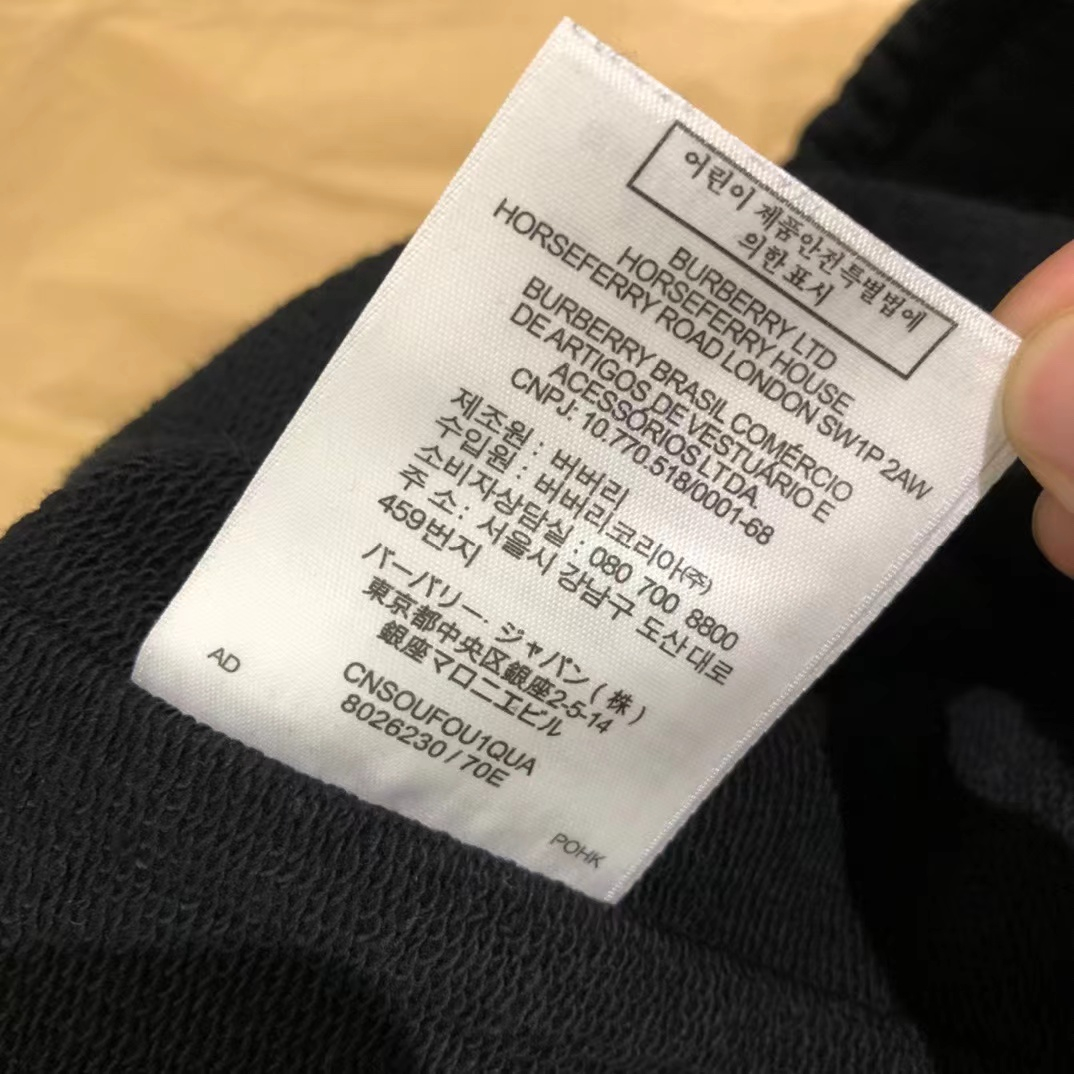 어린이 제품안전특별법에
의한 표시
BURBERRY LTD
HORSEFERRY HOUSE
HORSEFERRY ROAD LONDON SW1P 2AW
BURBERRY BRASIL COMÉRCIO
DE ARTIGOS DE VESTUÁRIO E
ACESSÓRIOS LTDA.
CNPJ: 10.770.518/0001-68
제조원 : 버버리
수입원 : 버버리코리아(주)
소비자상담실 : 080 700 8800
주 소 : 서울시 강남구 도산대로
459번지
バーバリー. ジャパン ( 株 )
東京都中央区銀座2-5-14
銀座マロニエビル
AD
CNSOUFOU1QUA
8026230 / 70E
POHK